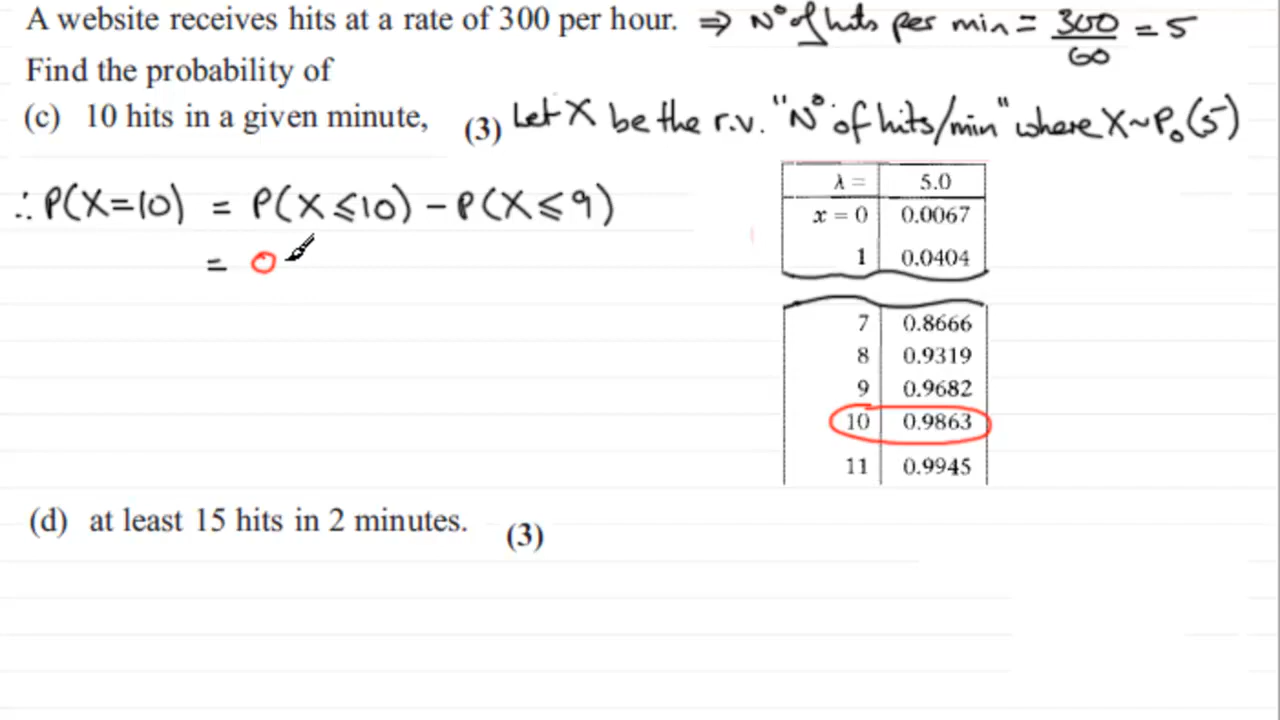 A website receives hits at a rate of 300 per hour. ⇒ Nº of hits per min = 300/60 = 5
Find the probability of
(c) 10 hits in a given minute, (3) Let X be the r.v. "Nº of hits/min" where X~Po(5)
∴ P(X=10) = P(X≤10) - P(X≤9)
= 0
λ = 5.0
x = 0 0.0067
1 0.0404
7 0.8666
8 0.9319
9 0.9682
10 0.9863
11 0.9945
(d) at least 15 hits in 2 minutes. (3)